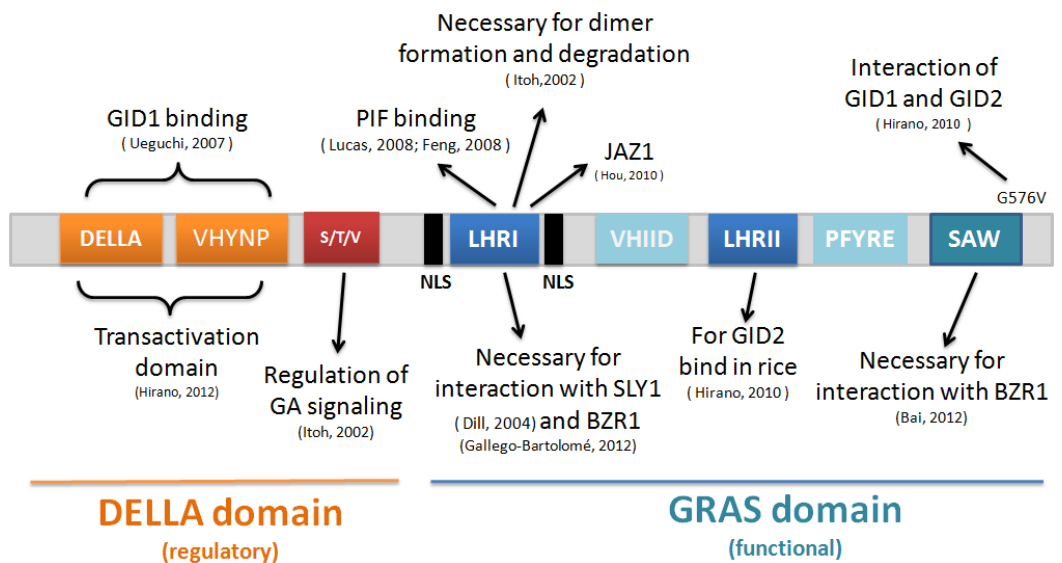 Necessary for dimer
formation and degradation
( Itoh,2002 )
Interaction of
GID1 and GID2
( Hirano, 2010 )
GID1 binding
( Ueguchi, 2007 )
PIF binding
( Lucas, 2008; Feng, 2008)
JAZ1
( Hou, 2010)
G576V
DELLA
VHYNP
S/T/V
LHRI
VHIID
LHRII
PFYRE
SAW
NLS
NLS
Transactivation
domain
(Hirano, 2012)
Regulation of
GA signaling
(Itoh, 2002)
Necessary for
interaction with SLY1
( Dill, 2004) and BZR1
(Gallego-Bartolomé, 2012)
For GID2
bind in rice
( Hirano, 2010 )
Necessary for
interaction with BZR1
(Bai, 2012)
DELLA domain
(regulatory)
GRAS domain
(functional)